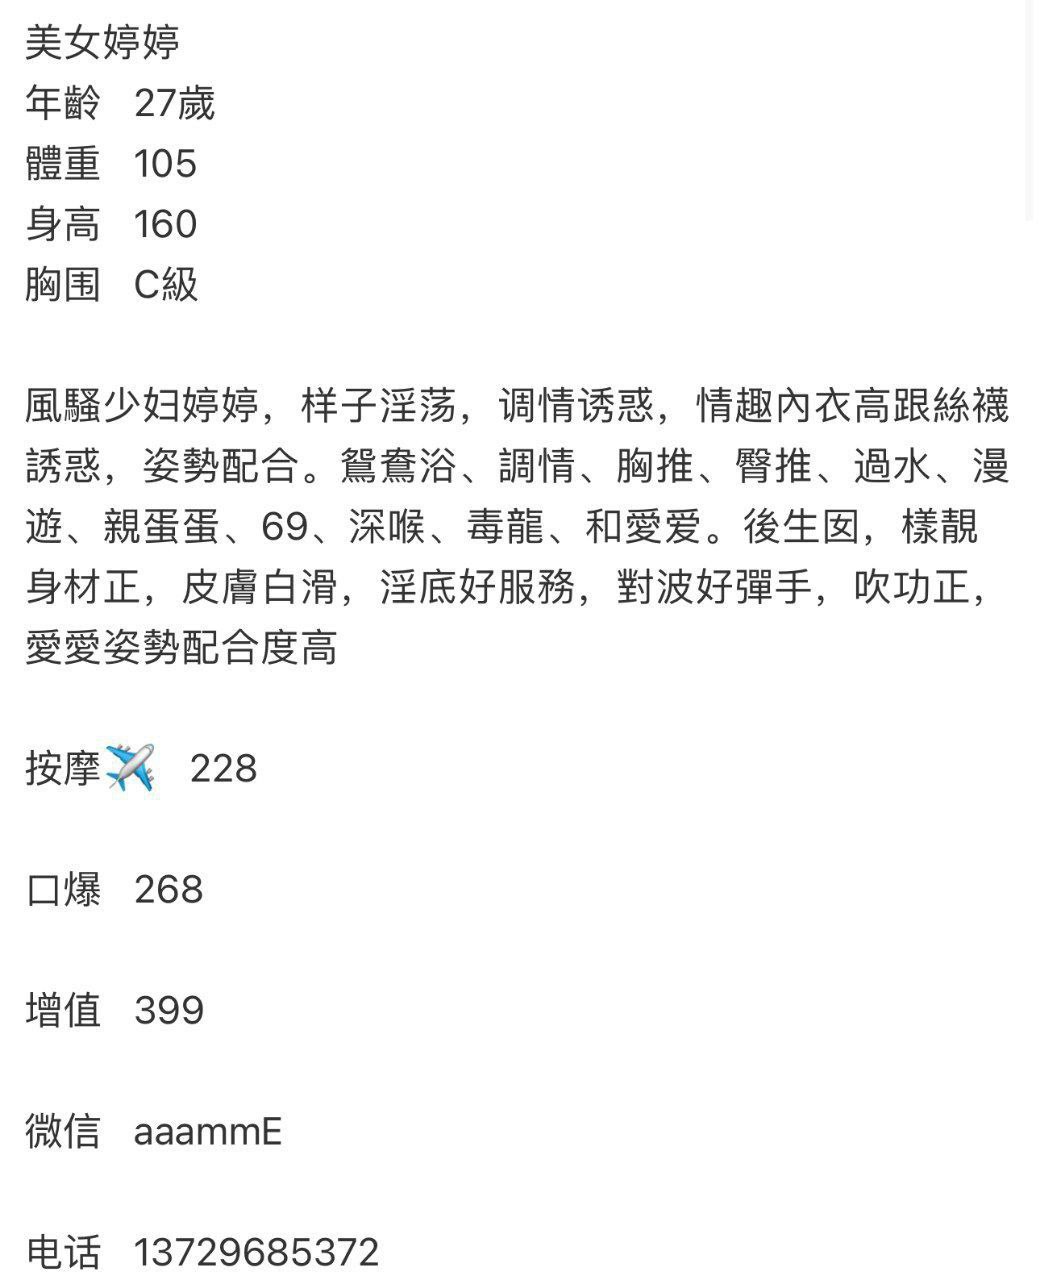 美女婷婷
年齡 27歲
體重 105
身高 160
胸围 C級
風騷少妇婷婷，样子淫荡，调情诱惑，情趣內衣高跟絲襪
誘惑，姿勢配合。鴛鴦浴、調情、胸推、臀推、過水、漫
遊、親蛋蛋、69、深喉、毒龍、和愛爱。後生囡，樣靚
身材正，皮膚白滑，淫底好服務，對波好彈手，吹功正，
愛愛姿勢配合度高
按摩✈️ 228
口爆 268
增值 399
微信 aaammE
电话 13729685372